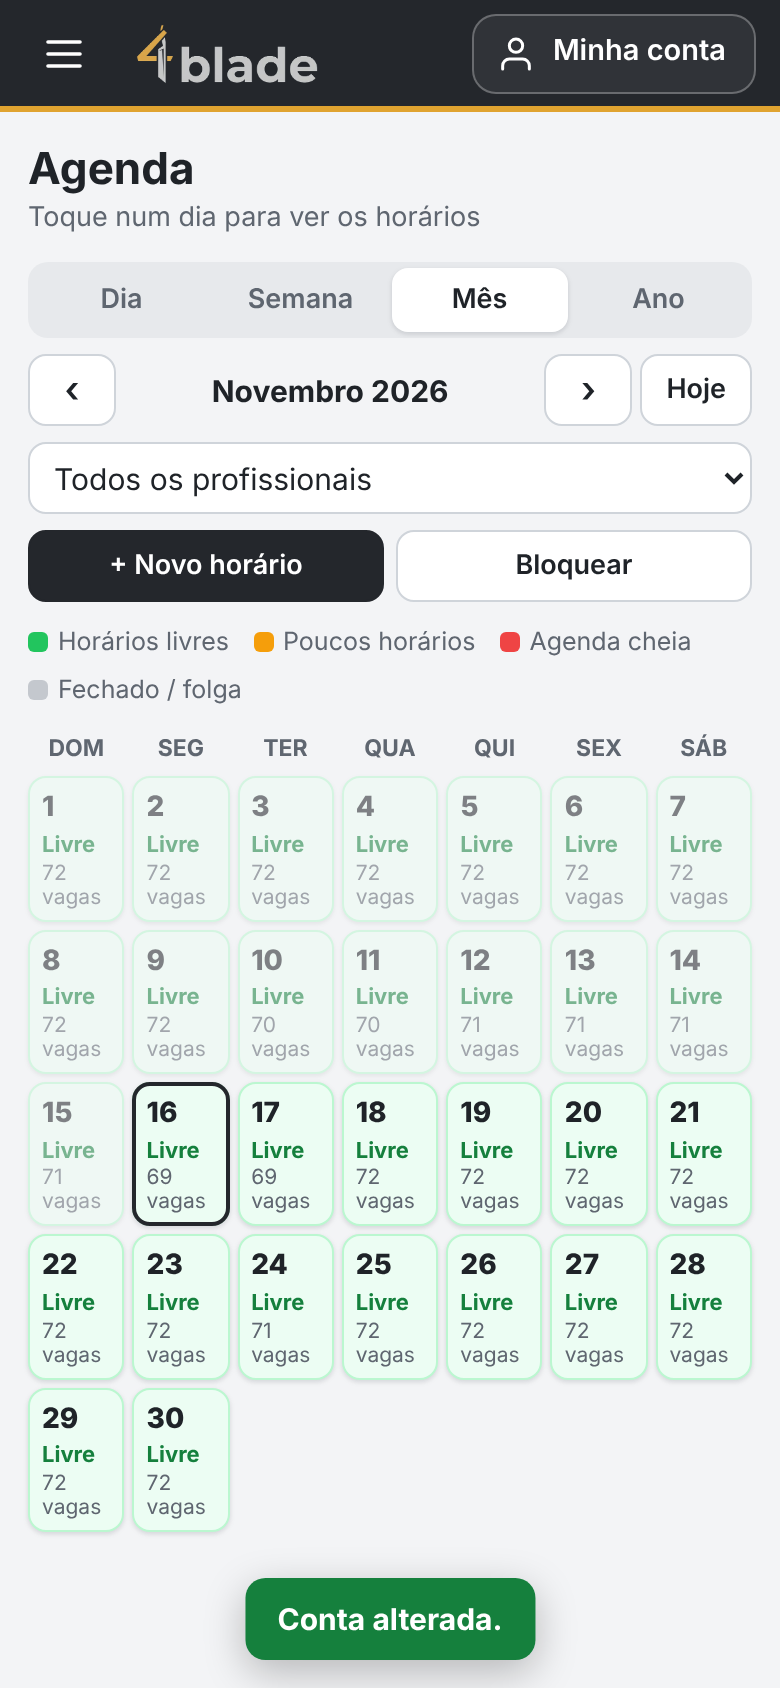 4blade
Minha conta
Agenda
Toque num dia para ver os horários
Dia Semana Mês Ano
‹ Novembro 2026 › Hoje
Todos os profissionais
+ Novo horário Bloquear
Horários livres Poucos horários Agenda cheia
Fechado / folga
DOM SEG TER QUA QUI SEX SÁB
1 2 3 4 5 6 7
Livre Livre Livre Livre Livre Livre Livre
72 72 72 72 72 72 72
vagas vagas vagas vagas vagas vagas vagas
8 9 10 11 12 13 14
Livre Livre Livre Livre Livre Livre Livre
72 72 70 70 71 71 71
vagas vagas vagas vagas vagas vagas vagas
15 16 17 18 19 20 21
Livre Livre Livre Livre Livre Livre Livre
71 69 69 72 72 72 72
vagas vagas vagas vagas vagas vagas vagas
22 23 24 25 26 27 28
Livre Livre Livre Livre Livre Livre Livre
72 72 71 72 72 72 72
vagas vagas vagas vagas vagas vagas vagas
29 30
Livre Livre
72 72
vagas vagas
Conta alterada.